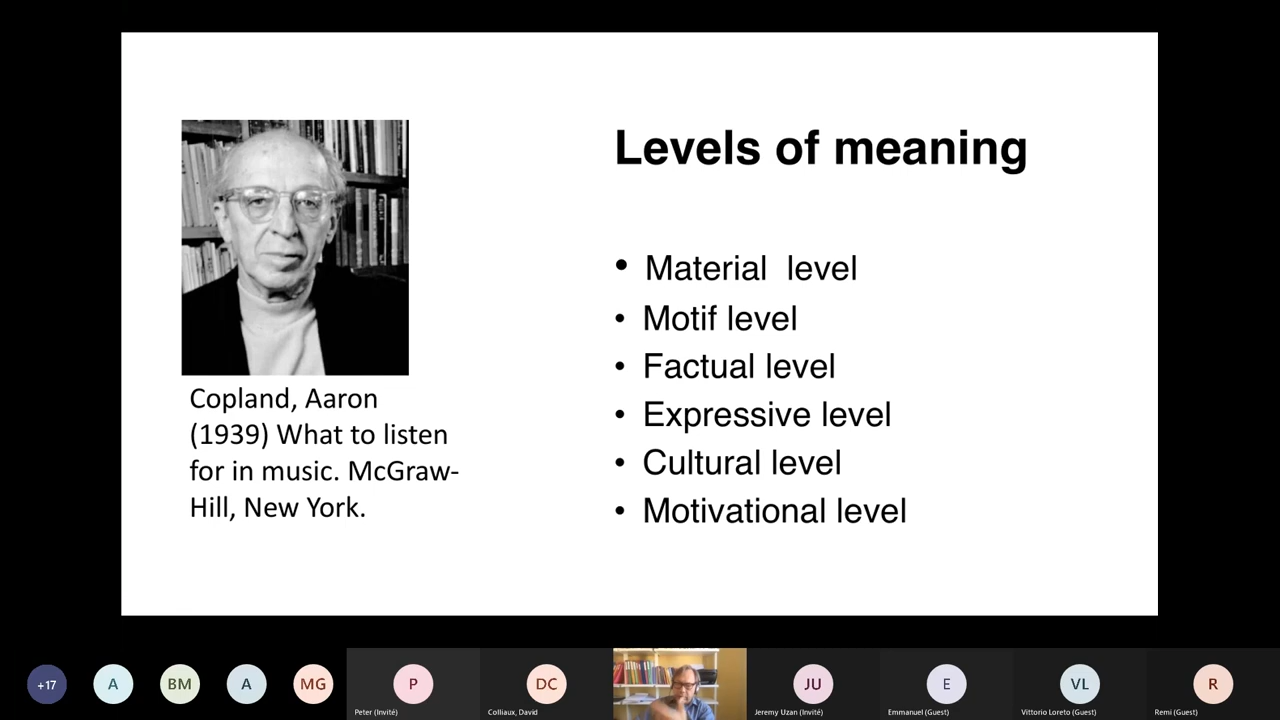 Levels of meaning
• Material level
• Motif level
• Factual level
• Expressive level
• Cultural level
• Motivational level
Copland, Aaron
(1939) What to listen
for in music. McGraw-
Hill, New York.
+17
A
BM
A
MG
P
Peter (Invité)
DC
Colliaux, David
JU
Jeremy Uzan (Invité)
E
Emmanuel (Guest)
VL
Vittorio Loreto (Guest)
R
Remi (Guest)